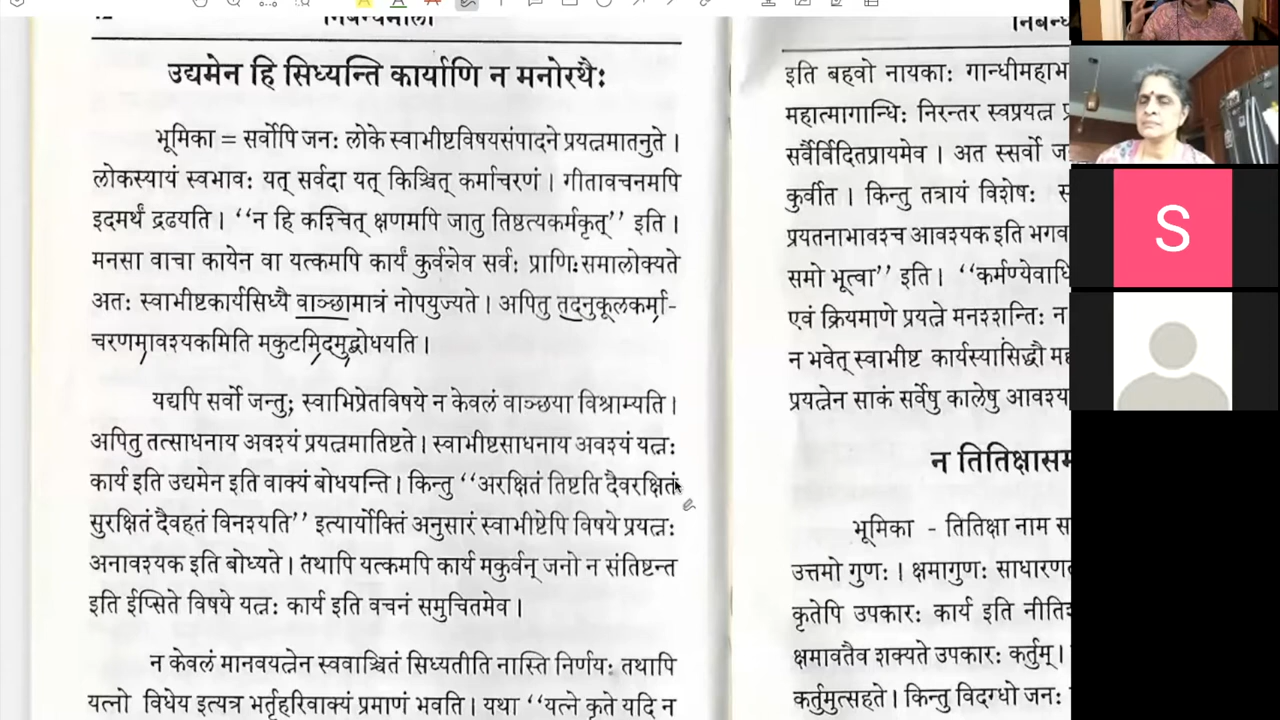 निबन्धमाला
उद्यमेन हि सिध्यन्ति कार्याणि न मनोरथैः
भूमिका = सर्वोपि जनः लोके स्वाभीष्टविषयसंपादने प्रयत्नमातनुते ।
लोकस्यायं स्वभावः यत् सर्वदा यत् किञ्चित् कर्माचरणं । गीतावचनमपि
इदमर्थं द्रढयति । ‘‘न हि कश्चित् क्षणमपि जातु तिष्ठत्यकर्मकृत्’’ इति ।
मनसा वाचा कायेन वा यत्कमपि कार्यं कुर्वन्नेव सर्वः प्राणिःसमालोक्यते
अतः स्वाभीष्टकार्यसिध्यै वाञ्छामात्रं नोपयुज्यते । अपितु तदनुकूलकर्मा-
चरणमावश्यकमिति मकुटमिदमुद्बोधयति ।
यद्यपि सर्वो जन्तु; स्वाभिप्रेतविषये न केवलं वाञ्छया विश्राम्यति ।
अपितु तत्साधनाय अवश्यं प्रयत्नमातिष्टते । स्वाभीष्टसाधनाय अवश्यं यत्नः
कार्य इति उद्यमेन इति वाक्यं बोधयन्ति । किन्तु ‘‘अरक्षितं तिष्टति दैवरक्षितं
सुरक्षितं दैवहतं विनश्यति’’ इत्यार्योक्तिं अनुसारं स्वाभीष्टेपि विषये प्रयत्नः
अनावश्यक इति बोध्यते । तथापि यत्कमपि कार्य मकुर्वन् जनो न संतिष्टन्त
इति ईप्सिते विषये यत्नः कार्य इति वचनं समुचितमेव ।
न केवलं मानवयत्नेन स्ववाञ्चितं सिध्यतीति नास्ति निर्णयः तथापि
यत्नो विधेय इत्यत्र भर्तृहरिवाक्यं प्रमाणं भवति । यथा ‘‘यत्ने कृते यदि न
इति बहवो नायकाः गान्धीमहाभ
महात्मागान्धिः निरन्तर स्वप्रयत्न प्र
सर्वैर्विदितप्रायमेव । अत स्सर्वो ज
कुर्वीत । किन्तु तत्रायं विशेषः स
प्रयतनाभावश्च आवश्यक इति भगव
समो भूत्वा’’ इति । ‘‘कर्मण्येवाधि
एवं क्रियमाणे प्रयत्ने मनश्शान्तिः न
न भवेत् स्वाभीष्ट कार्यस्यासिद्धौ मह
प्रयत्नेन साकं सर्वेषु कालेषु आवश्य
न तितिक्षासम
भूमिका - तितिक्षा नाम स
उत्तमो गुणः । क्षमागुणः साधारणत
कृतेपि उपकारः कार्य इति नीति
क्षमावतैव शक्यते उपकारः कर्तुम् ।
कर्तुमुत्सहते । किन्तु विदग्धो जनः
S